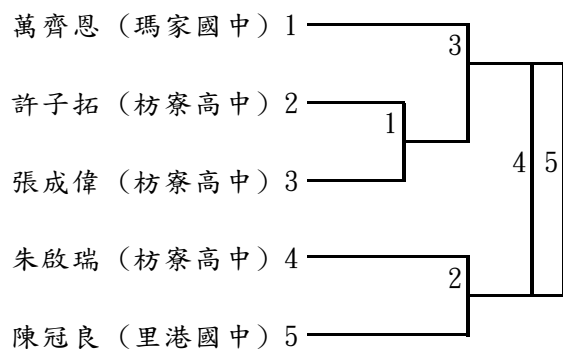 萬齊恩（瑪家國中）1
3
許子拓（枋寮高中）2
1
4 5
張成偉（枋寮高中）3
朱啟瑞（枋寮高中）4
2
陳冠良（里港國中）5